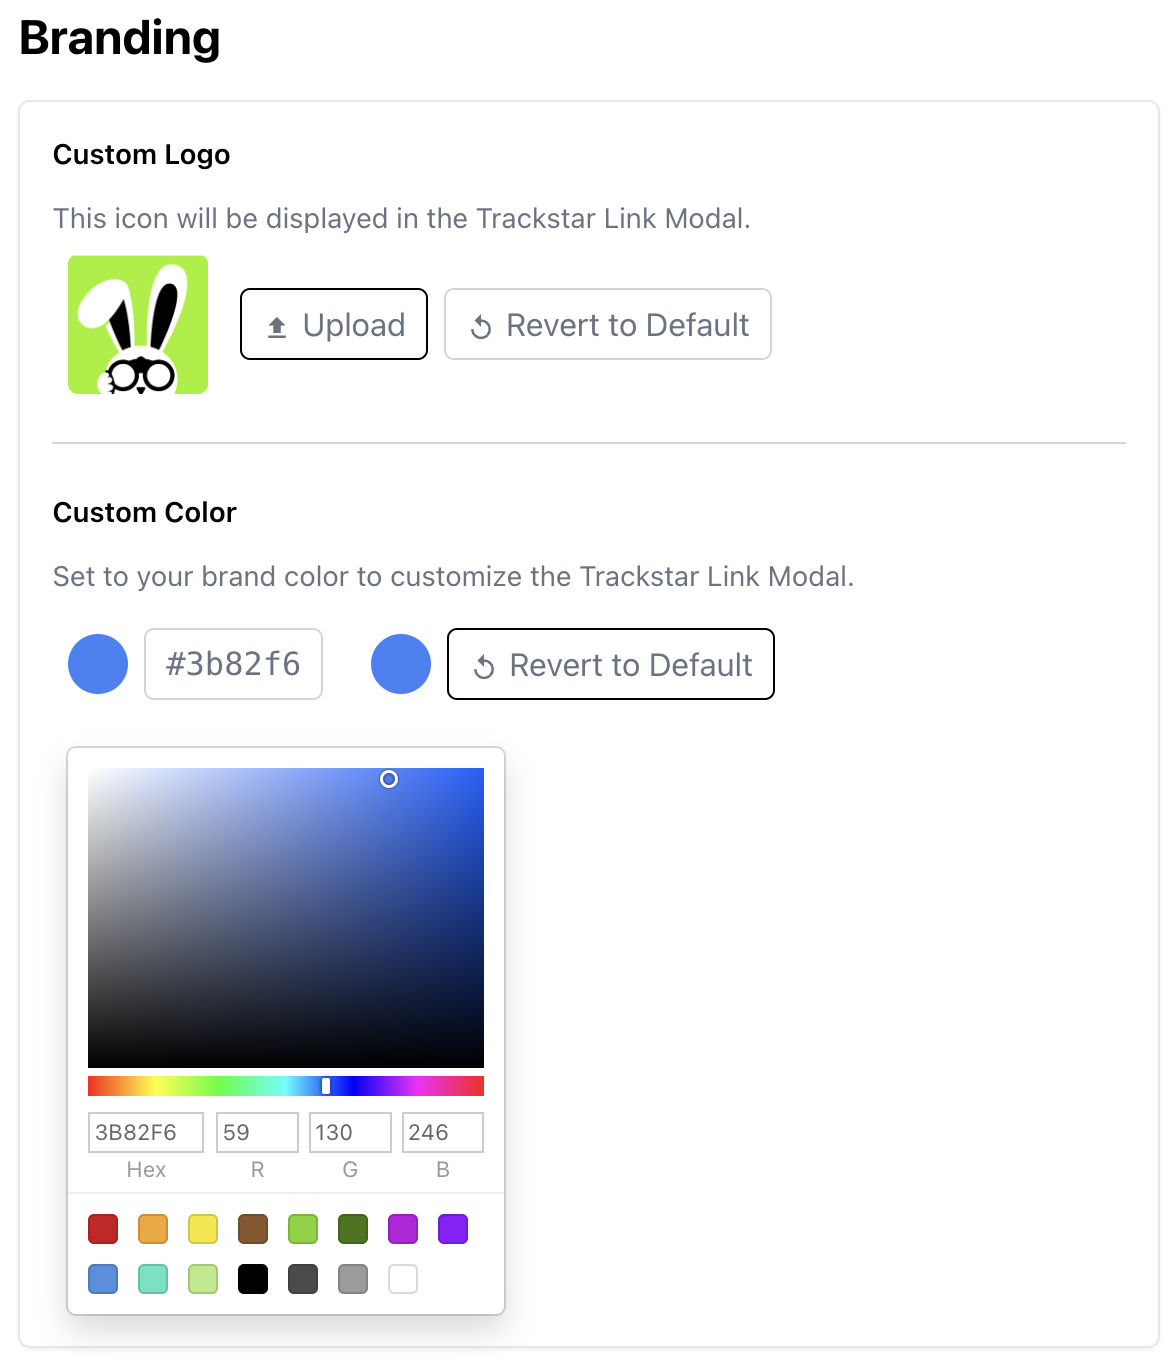 Branding
Custom Logo
This icon will be displayed in the Trackstar Link Modal.
Upload
Revert to Default
Custom Color
Set to your brand color to customize the Trackstar Link Modal.
#3b82f6
Revert to Default
3B82F6 59 130 246
Hex R G B